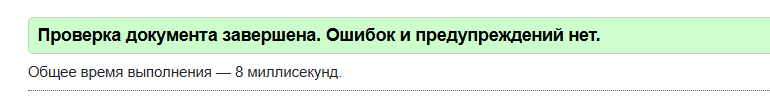 Проверка документа завершена. Ошибок и предупреждений нет.
Общее время выполнения — 8 миллисекунд.